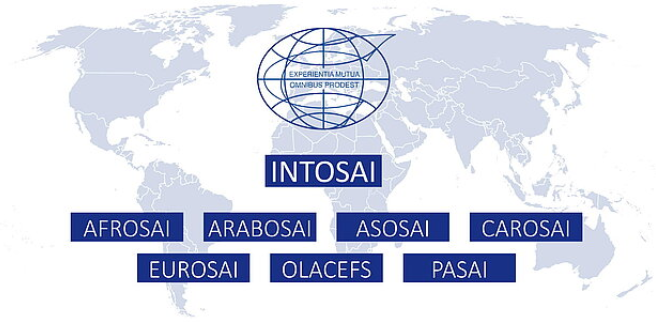 EXPERIENTIA MUTUA
OMNIBUS PRODEST
INTOSAI
AFROSAI ARABOSAI ASOSAI CAROSAI
EUROSAI OLACEFS PASAI